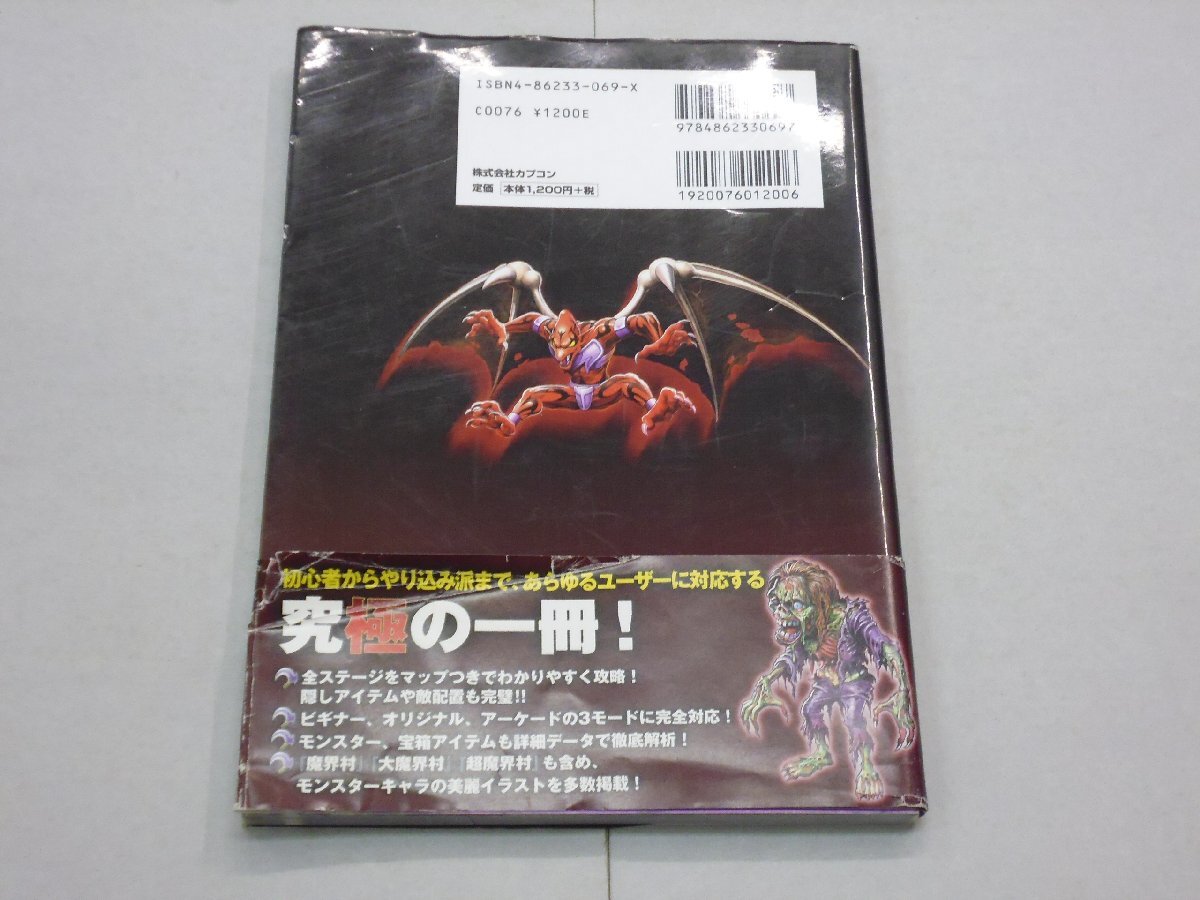 ISBN4-86233-069-X
C0076 ¥1200E
9784862330697
株式会社カプコン
定価 本体1,200円+税
1920076012006
初心者からやり込み派まで、あらゆるユーザーに対応する
究極の一冊!
全ステージをマップつきでわかりやすく攻略!
隠しアイテムや敵配置も完璧!!
ビギナー、オリジナル、アーケードの3モードに完全対応!
モンスター、宝箱アイテムも詳細データで徹底解析!
『魔界村』『大魔界村』『超魔界村』も含め、
モンスターキャラの美麗イラストを多数掲載!